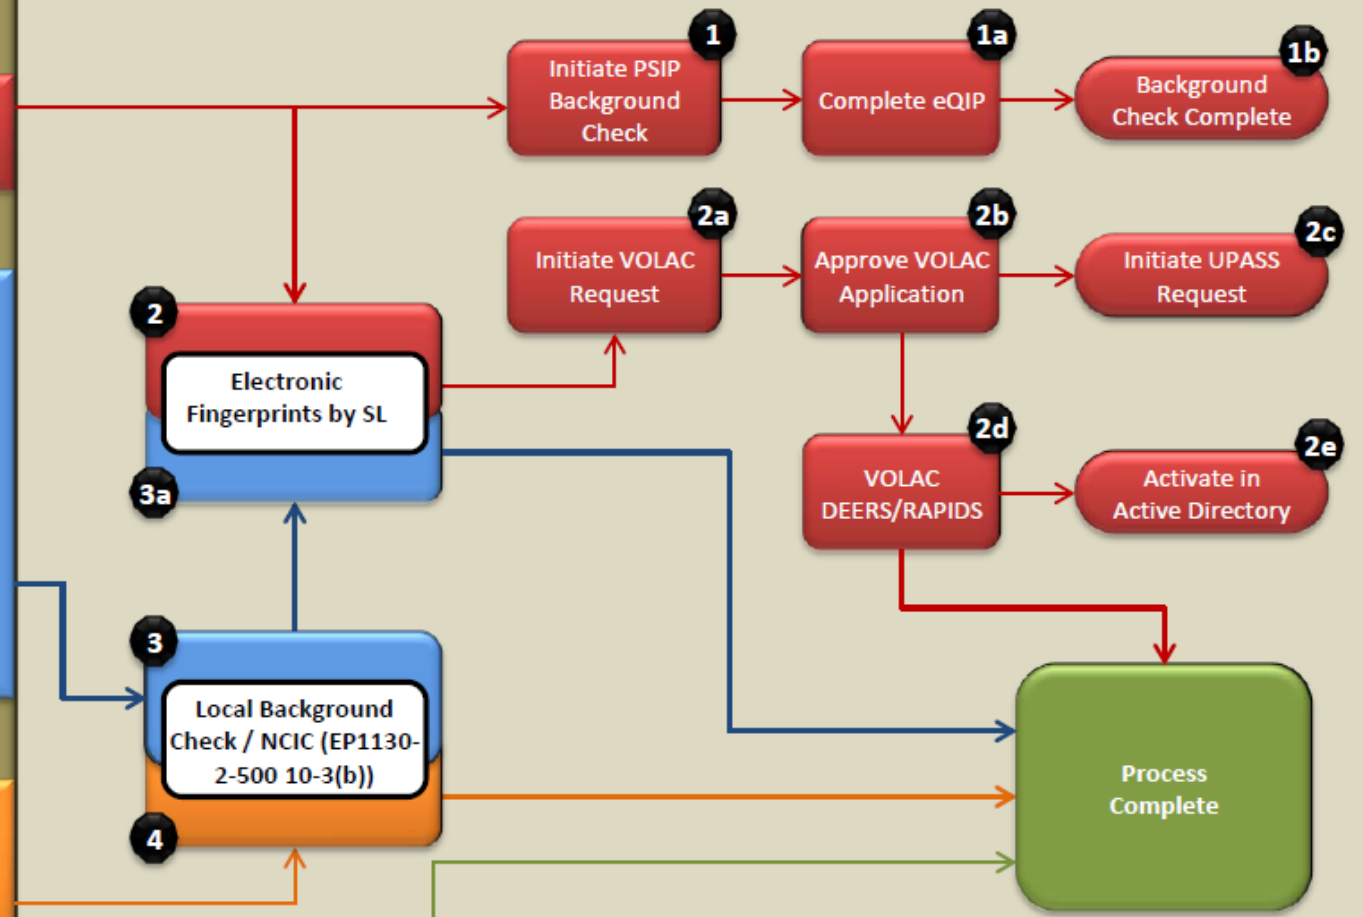 1
Initiate PSIP
Background
Check
1a
Complete eQIP
1b
Background
Check Complete
2a
Initiate VOLAC
Request
2b
Approve VOLAC
Application
2c
Initiate UPASS
Request
2
Electronic
Fingerprints by SL
3a
2d
VOLAC
DEERS/RAPIDS
2e
Activate in
Active Directory
3
Local Background
Check / NCIC (EP1130-
2-500 10-3(b))
4
Process
Complete